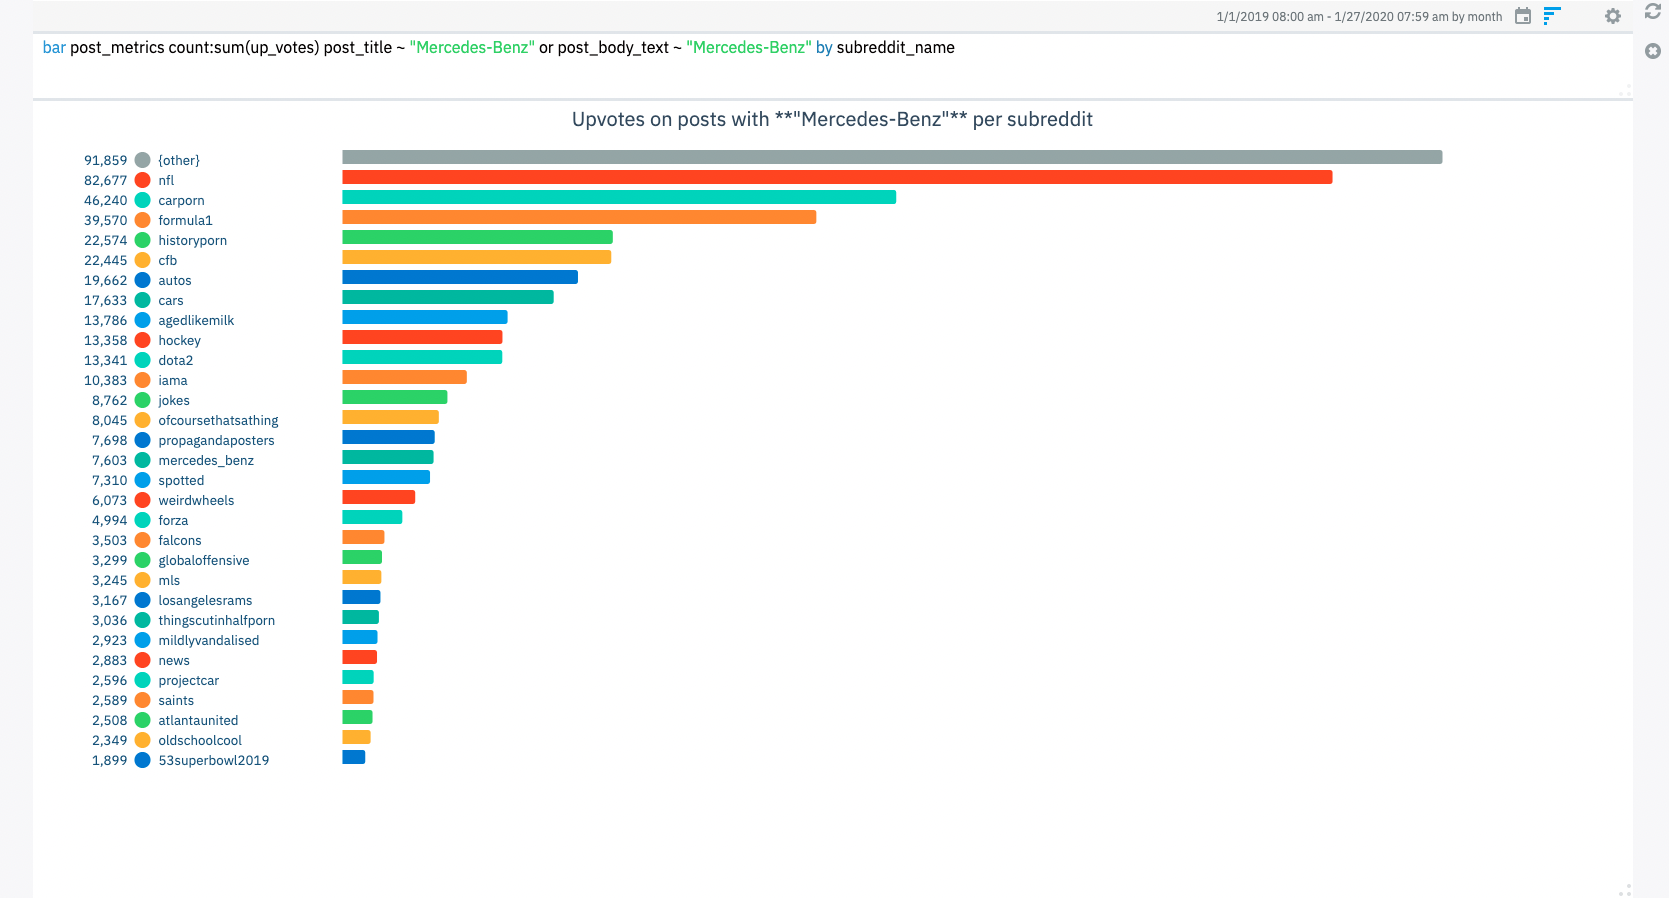 1/1/2019 08:00 am - 1/27/2020 07:59 am by month
bar post_metrics count:sum(up_votes) post_title ~ "Mercedes-Benz" or post_body_text ~ "Mercedes-Benz" by subreddit_name
Upvotes on posts with **"Mercedes-Benz"** per subreddit
91,859 {other}
82,677 nfl
46,240 carporn
39,570 formula1
22,574 historyporn
22,445 cfb
19,662 autos
17,633 cars
13,786 agedlikemilk
13,358 hockey
13,341 dota2
10,383 iama
8,762 jokes
8,045 ofcoursethatsathing
7,698 propagandaposters
7,603 mercedes_benz
7,310 spotted
6,073 weirdwheels
4,994 forza
3,503 falcons
3,299 globaloffensive
3,245 mls
3,167 losangelesrams
3,036 thingscutinhalfporn
2,923 mildlyvandalised
2,883 news
2,596 projectcar
2,589 saints
2,508 atlantaunited
2,349 oldschoolcool
1,899 53superbowl2019